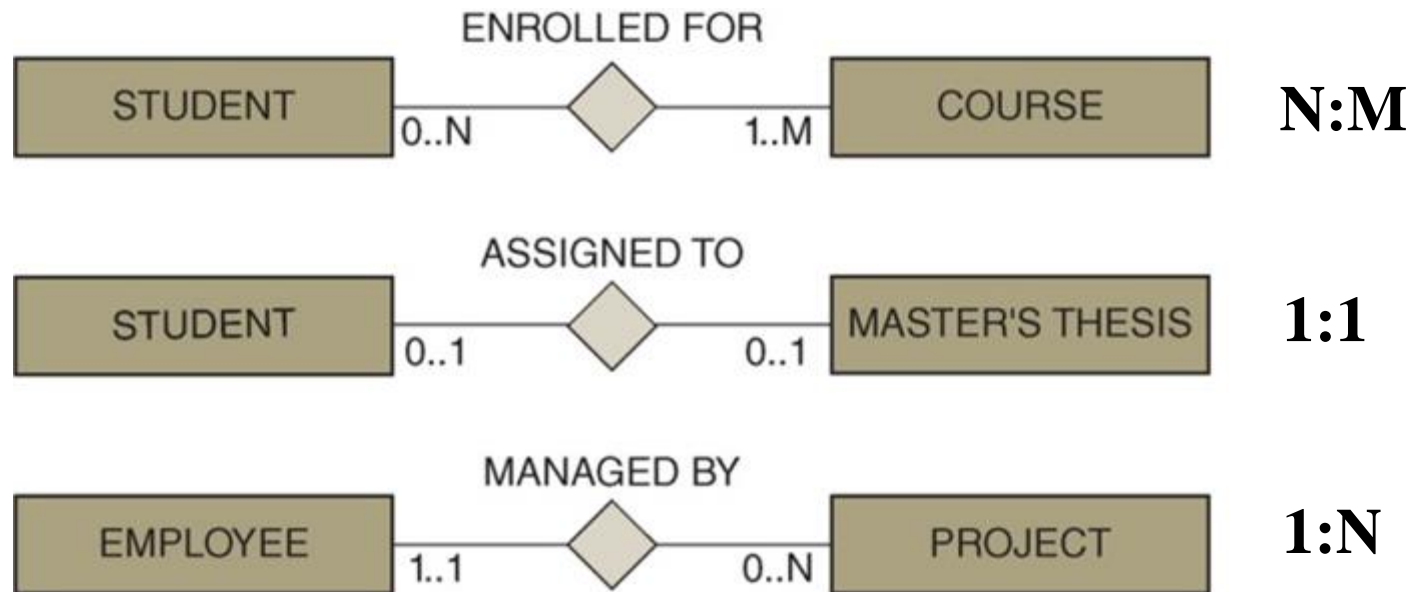 ENROLLED FOR
STUDENT
0..N
1..M
COURSE
N:M
ASSIGNED TO
STUDENT
0..1
0..1
MASTER'S THESIS
1:1
MANAGED BY
EMPLOYEE
1..1
0..N
PROJECT
1:N